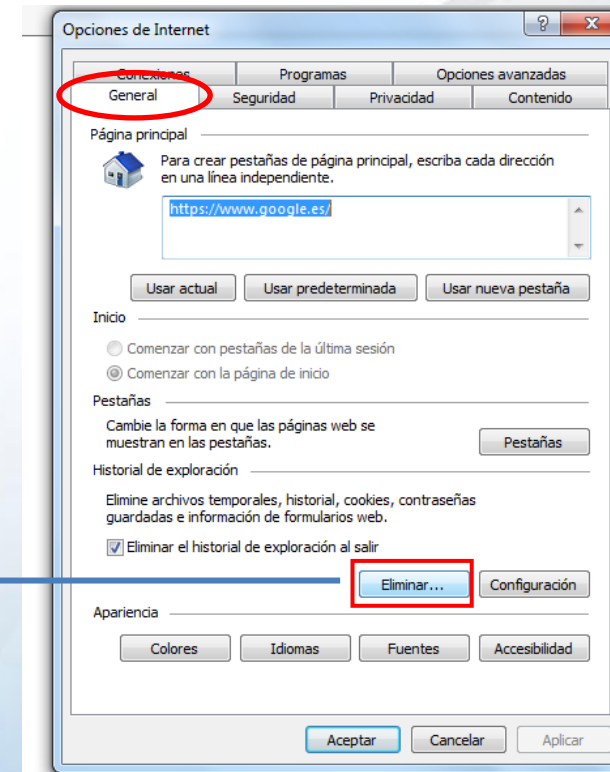 Opciones de Internet
Conexiones Programas Opciones avanzadas
General Seguridad Privacidad Contenido
Página principal
Para crear pestañas de página principal, escriba cada dirección
en una línea independiente.
https://www.google.es/
Usar actual Usar predeterminada Usar nueva pestaña
Inicio
Comenzar con pestañas de la última sesión
Comenzar con la página de inicio
Pestañas
Cambie la forma en que las páginas web se
muestran en las pestañas.
Pestañas
Historial de exploración
Elimine archivos temporales, historial, cookies, contraseñas
guardadas e información de formularios web.
Eliminar el historial de exploración al salir
Eliminar... Configuración
Apariencia
Colores Idiomas Fuentes Accesibilidad
Aceptar Cancelar Aplicar